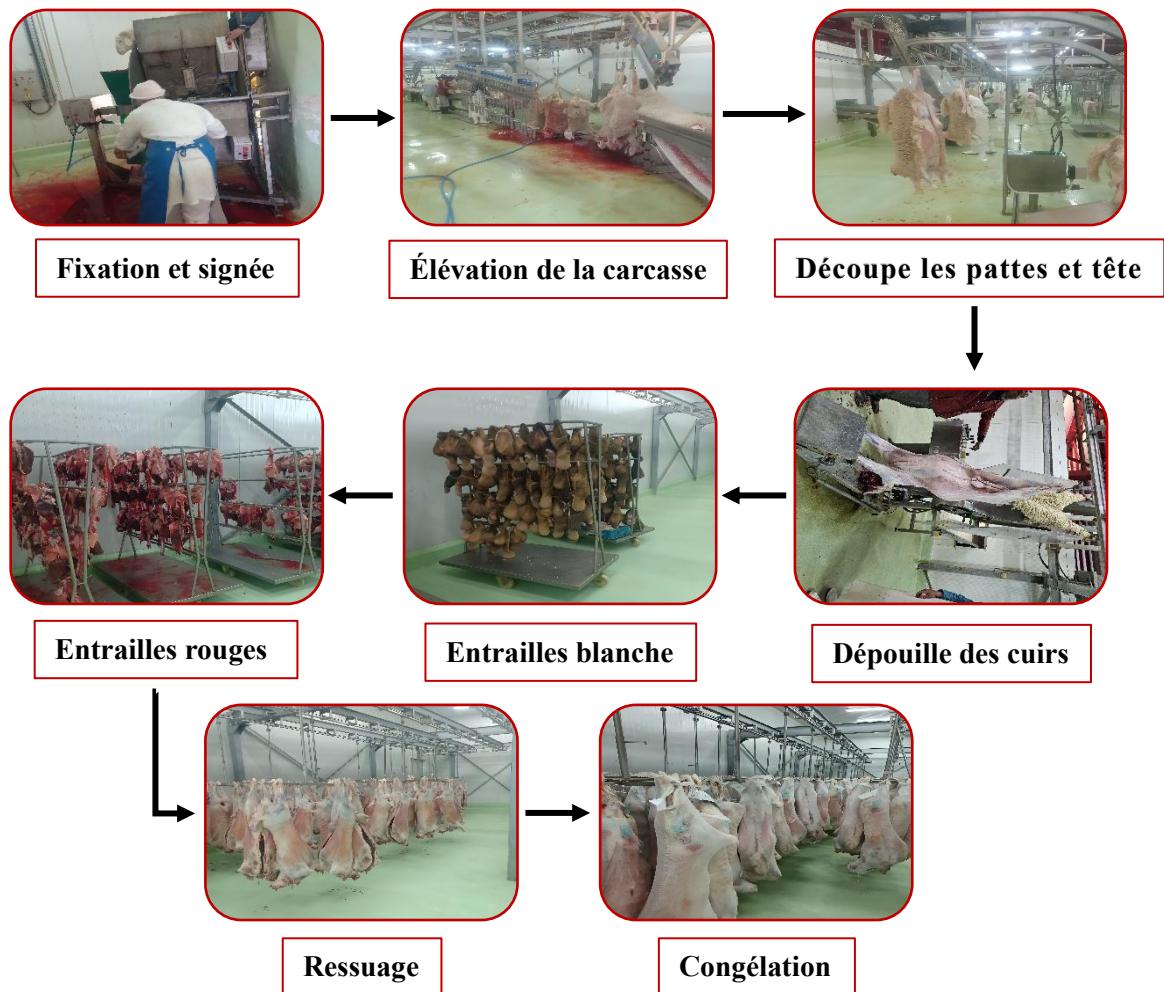 Fixation et signée
Élévation de la carcasse
Découpe les pattes et tête
Dépouille des cuirs
Entrailles blanche
Entrailles rouges
Ressuage
Congélation